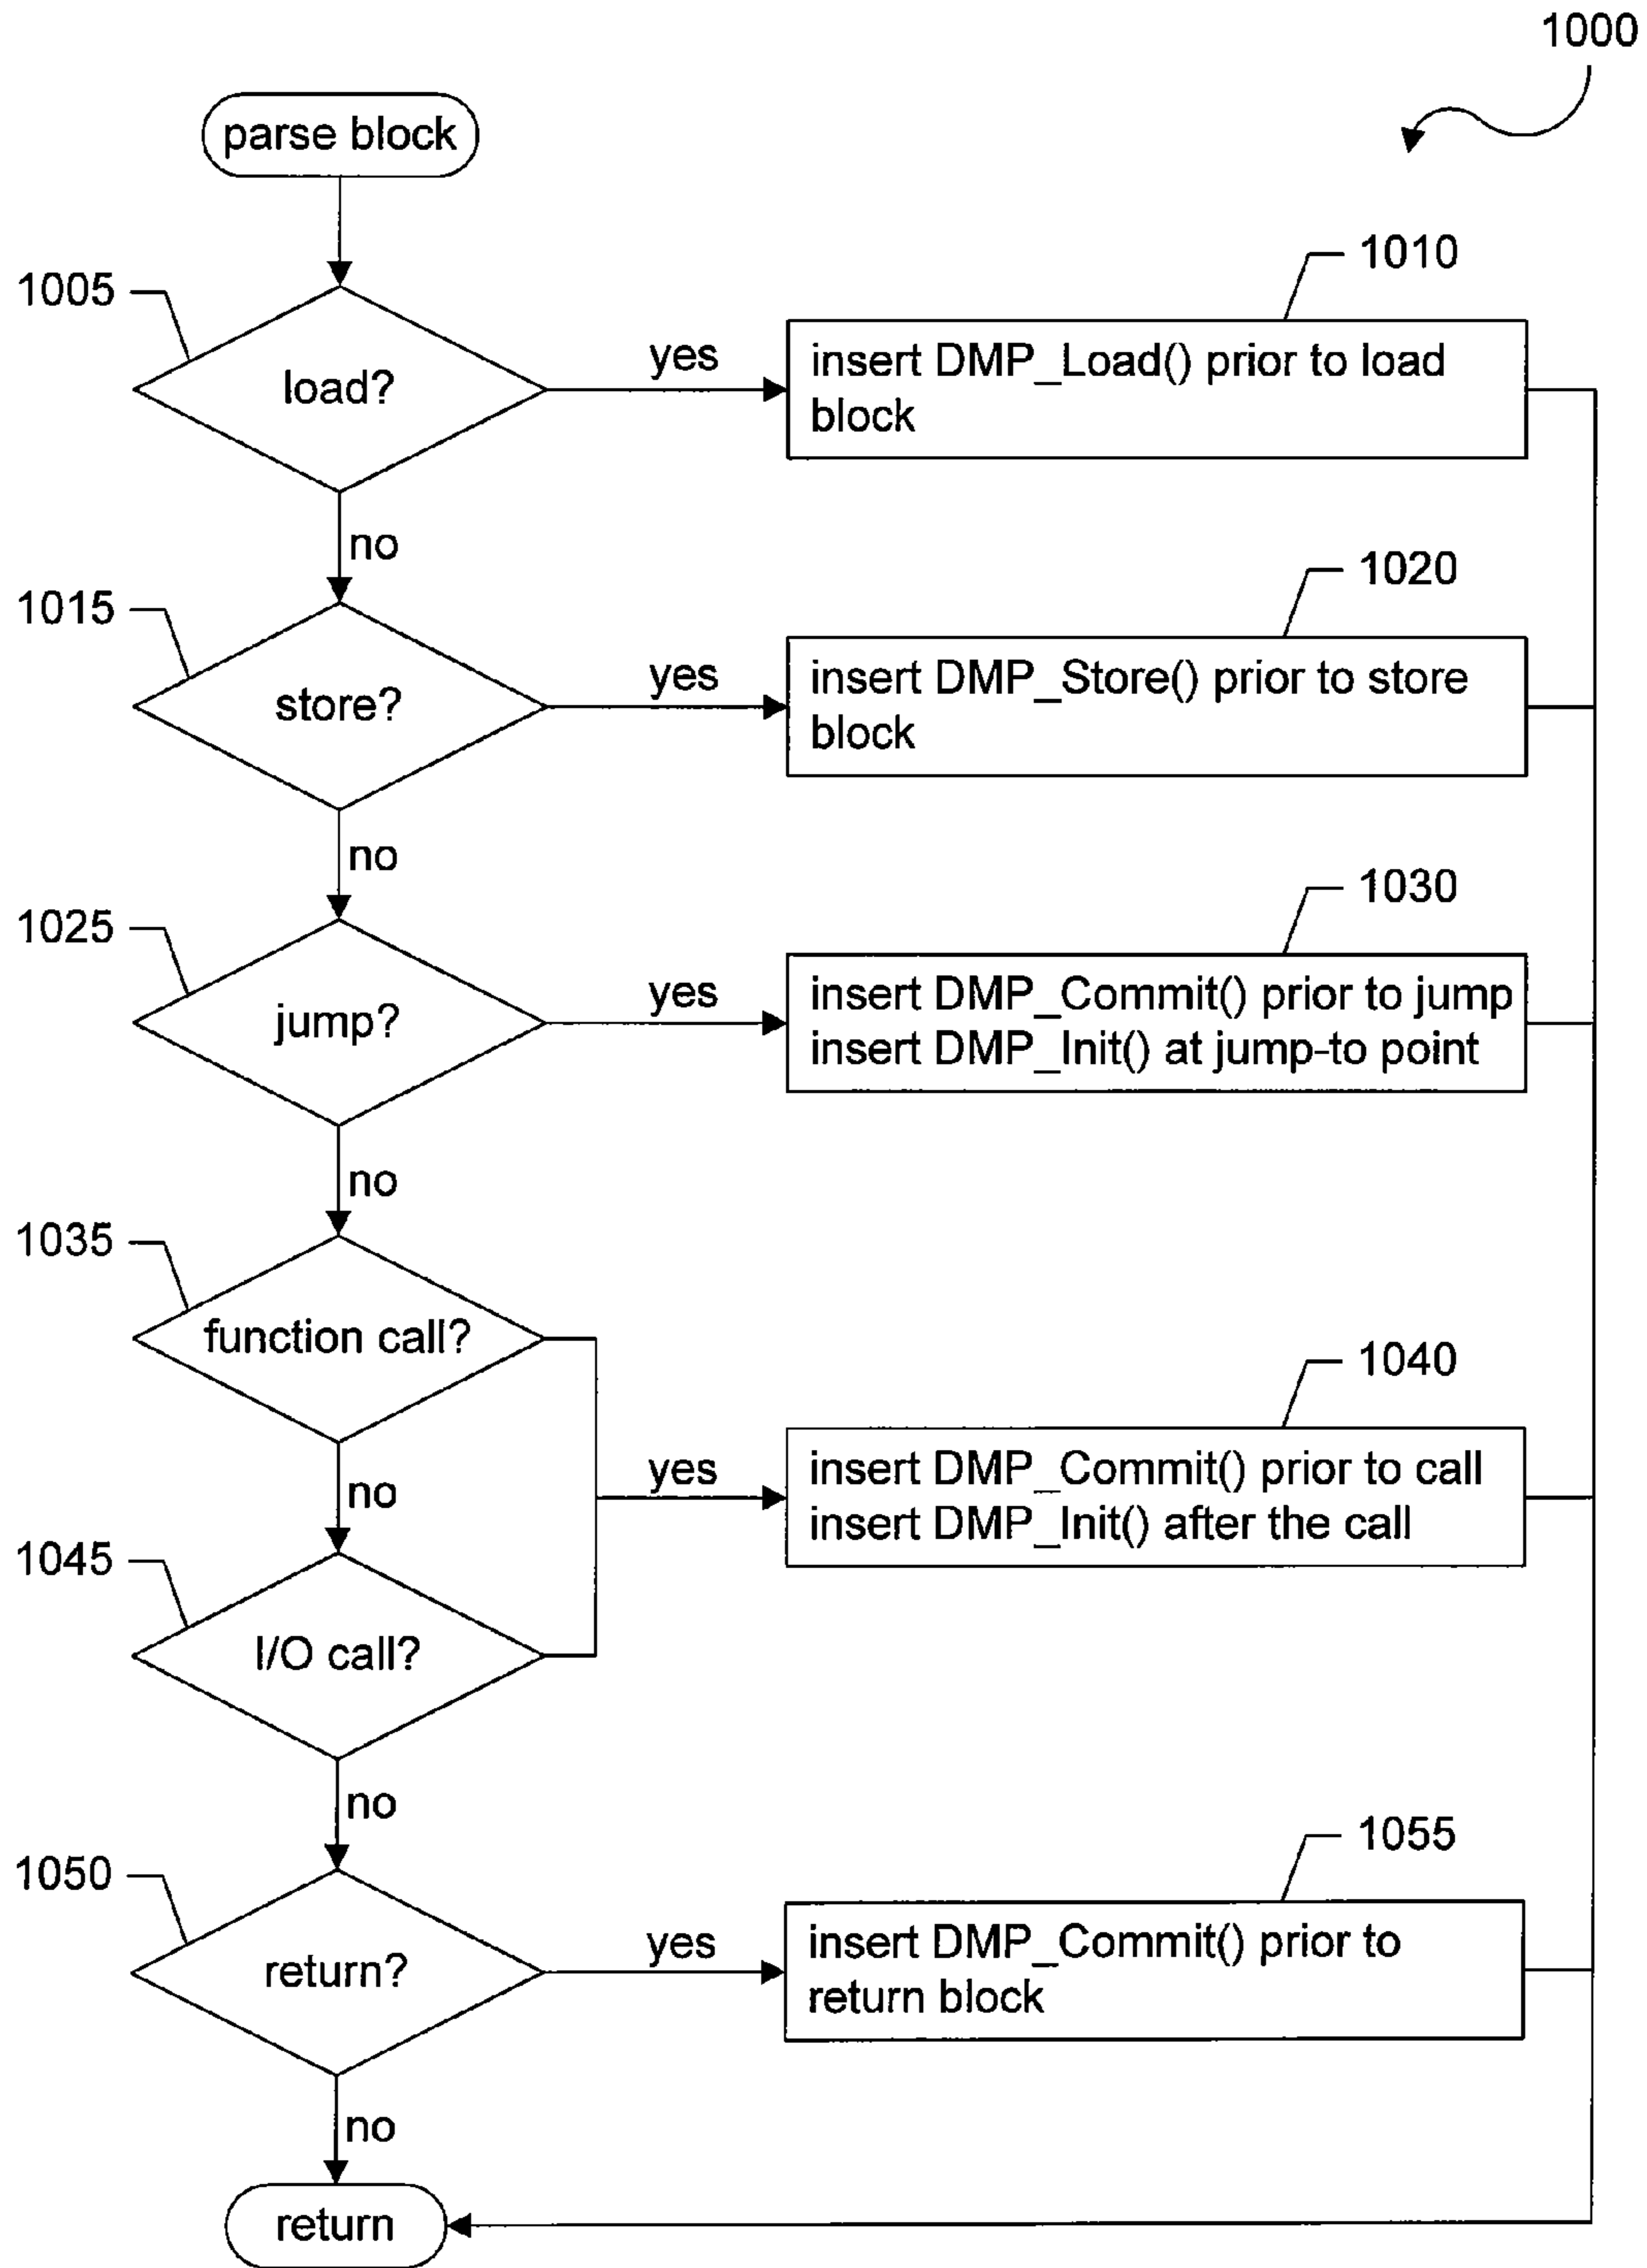 1000
parse block
1005
load?
yes
1010
insert DMP_Load() prior to load
block
no
1015
store?
yes
1020
insert DMP_Store() prior to store
block
no
1025
jump?
yes
1030
insert DMP_Commit() prior to jump
insert DMP_Init() at jump-to point
no
1035
function call?
yes
1040
insert DMP_Commit() prior to call
insert DMP_Init() after the call
no
1045
I/O call?
no
1050
return?
yes
1055
insert DMP_Commit() prior to
return block
no
return